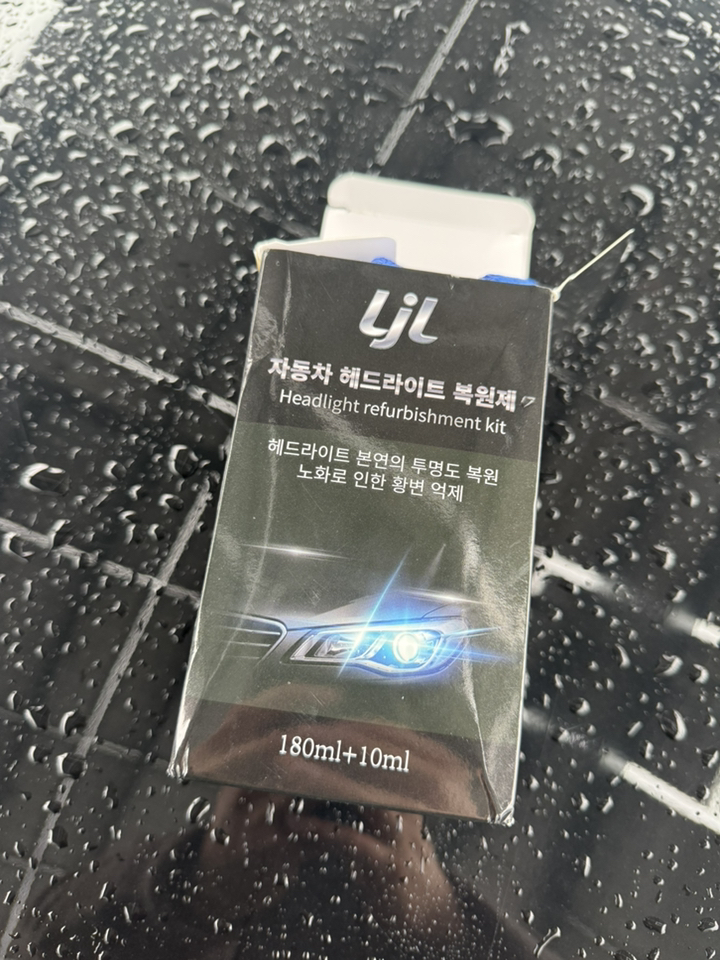 LJL
자동차 헤드라이트 복원제
Headlight refurbishment kit
헤드라이트 본연의 투명도 복원
노화로 인한 황변 억제
180ml+10ml